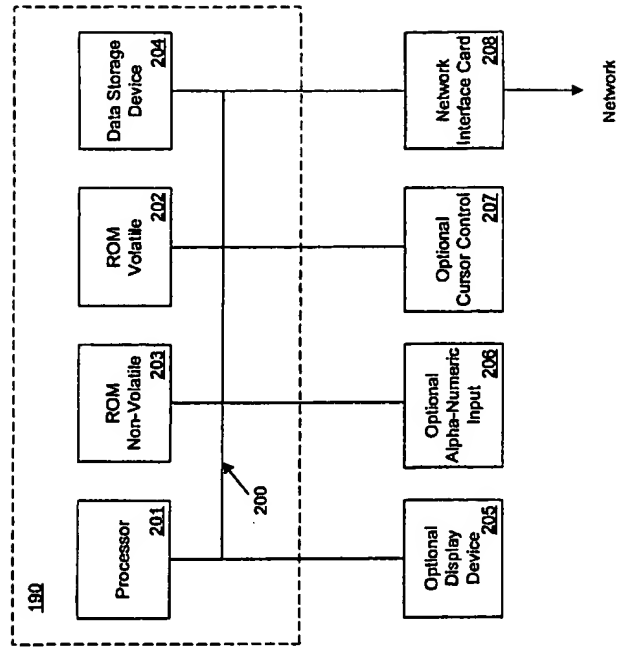 190
Processor
201
ROM
Non-Volatile
203
ROM
Volatile
202
Data Storage
Device
204
200
Optional
Display
Device
205
Optional
Alpha-Numeric
Input
206
Optional
Cursor Control
207
Network
Interface Card
208
Network